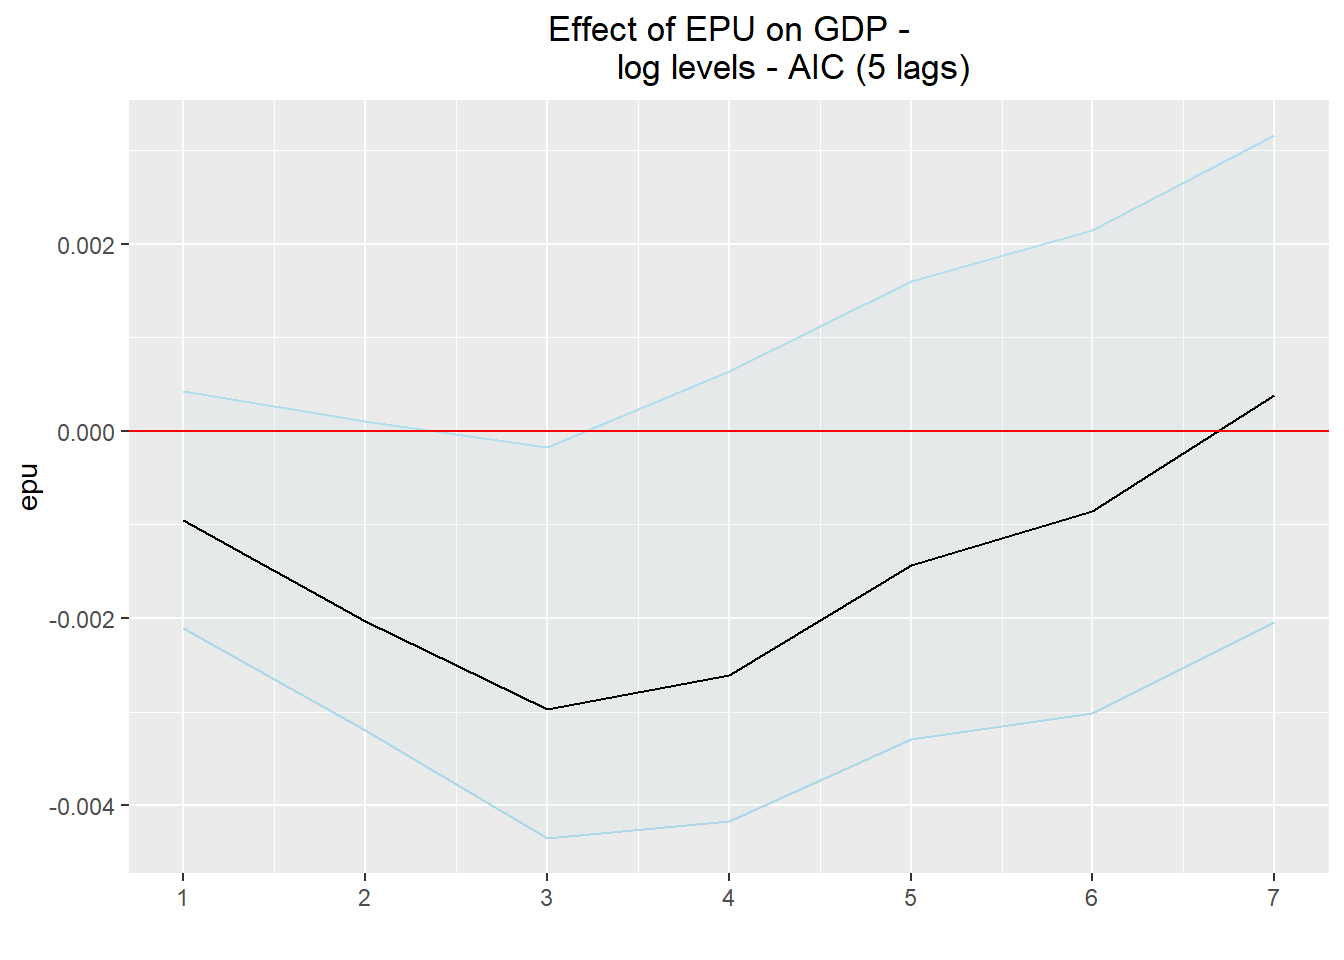 Effect of EPU on GDP -
log levels - AIC (5 lags)
0.002
0.000
-0.002
-0.004
epu
1 2 3 4 5 6 7